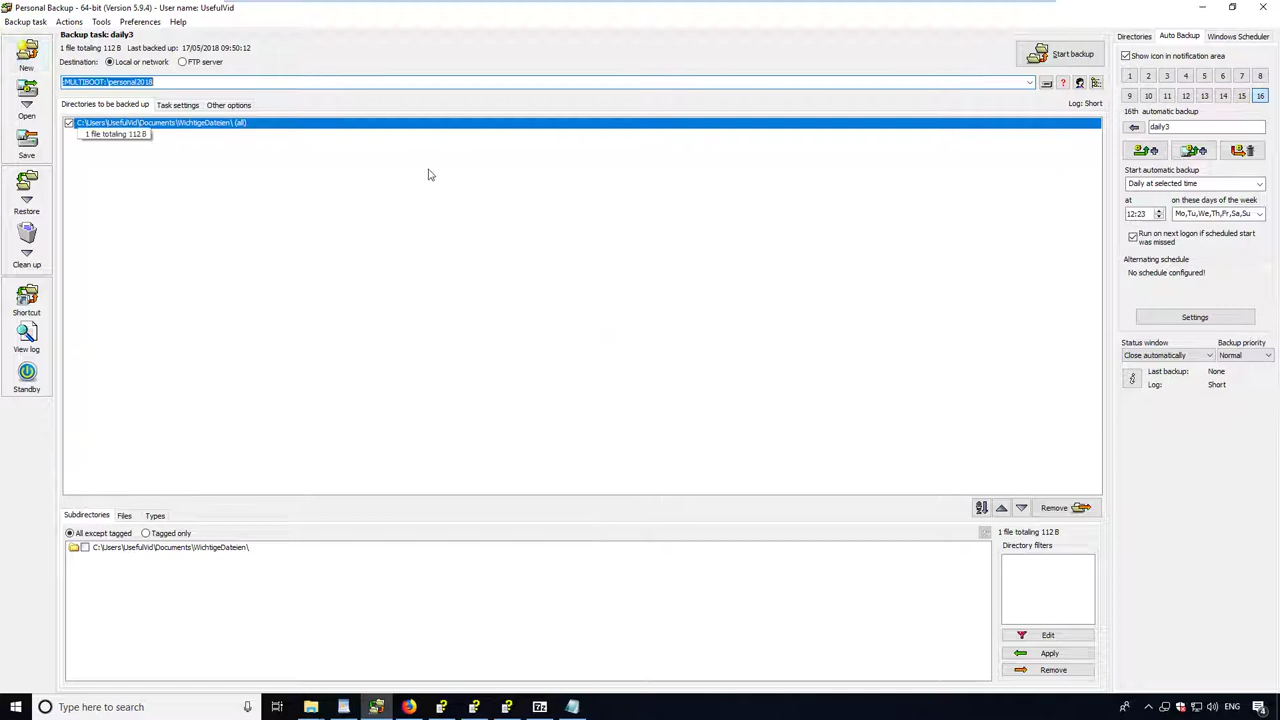 Personal Backup - 64-bit (Version 5.9.4) - User name: UsefulVid
Backup task Actions Tools Preferences Help
New
Open
Save
Restore
Clean up
Shortcut
View log
Standby
Backup task: daily3
1 file totaling 112 B Last backed up: 17/05/2018 09:50:12
Destination: Local or network FTP server
Start backup
:MULTIBOOT:\personal2018
Directories to be backed up Task settings Other options
Log: Short
C:\Users\UsefulVid\Documents\WichtigeDateien\ (all)
1 file totaling 112 B
Remove
Subdirectories Files Types
All except tagged Tagged only
1 file totaling 112 B
C:\Users\UsefulVid\Documents\WichtigeDateien\
Directory filters
Edit
Apply
Remove
Directories Auto Backup Windows Scheduler
Show icon in notification area
1 2 3 4 5 6 7 8
9 10 11 12 13 14 15 16
16th automatic backup
daily3
Start automatic backup
Daily at selected time
at on these days of the week
12:23 Mo,Tu,We,Th,Fr,Sa,Su
Run on next logon if scheduled start
was missed
Alternating schedule
No schedule configured!
Settings
Status window Backup priority
Close automatically Normal
Last backup: None
Log: Short
Type here to search
ENG